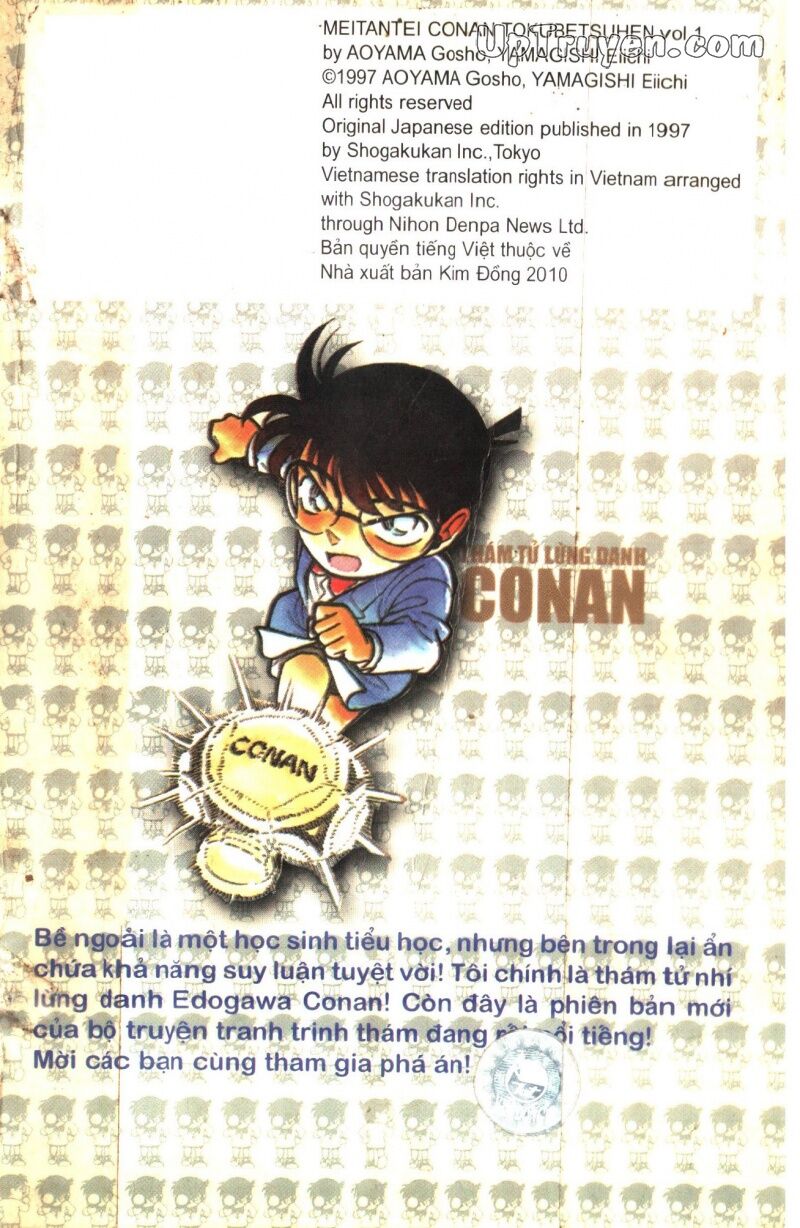 MEITANTEI CONAN TOKUBETSUHEN vol 1
UpTruyen.com
by AOYAMA Gosho, YAMAGISHI Eiichi
©1997 AOYAMA Gosho, YAMAGISHI Eiichi
All rights reserved
Original Japanese edition published in 1997
by Shogakukan Inc.,Tokyo
Vietnamese translation rights in Vietnam arranged
with Shogakukan Inc.
through Nihon Denpa News Ltd.
Bản quyền tiếng Việt thuộc về
Nhà xuất bản Kim Đồng 2010
THÁM TỬ LỪNG DANH
CONAN
CONAN
Bề ngoài là một học sinh tiểu học, nhưng bên trong lại ẩn
chứa khả năng suy luận tuyệt vời! Tôi chính là thám tử nhí
lừng danh Edogawa Conan! Còn đây là phiên bản mới
của bộ truyện tranh trinh thám đang nổi tiếng!
Mời các bạn cùng tham gia phá án!